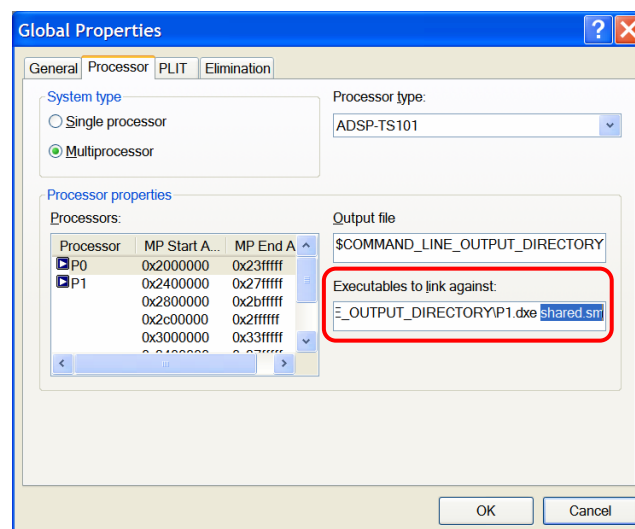 Global Properties
General Processor PLIT Elimination
System type
Single processor
Multiprocessor
Processor type:
ADSP-TS101
Processor properties
Processors:
Processor MP Start A... MP End A
P0 0x2000000 0x23fffff
P1 0x2400000 0x27fffff
0x2800000 0x2bfffff
0x2c00000 0x2ffffff
0x3000000 0x33fffff
Output file
$COMMAND_LINE_OUTPUT_DIRECTORY
Executables to link against:
E_OUTPUT_DIRECTORY\P1.dxe shared.sm
OK Cancel